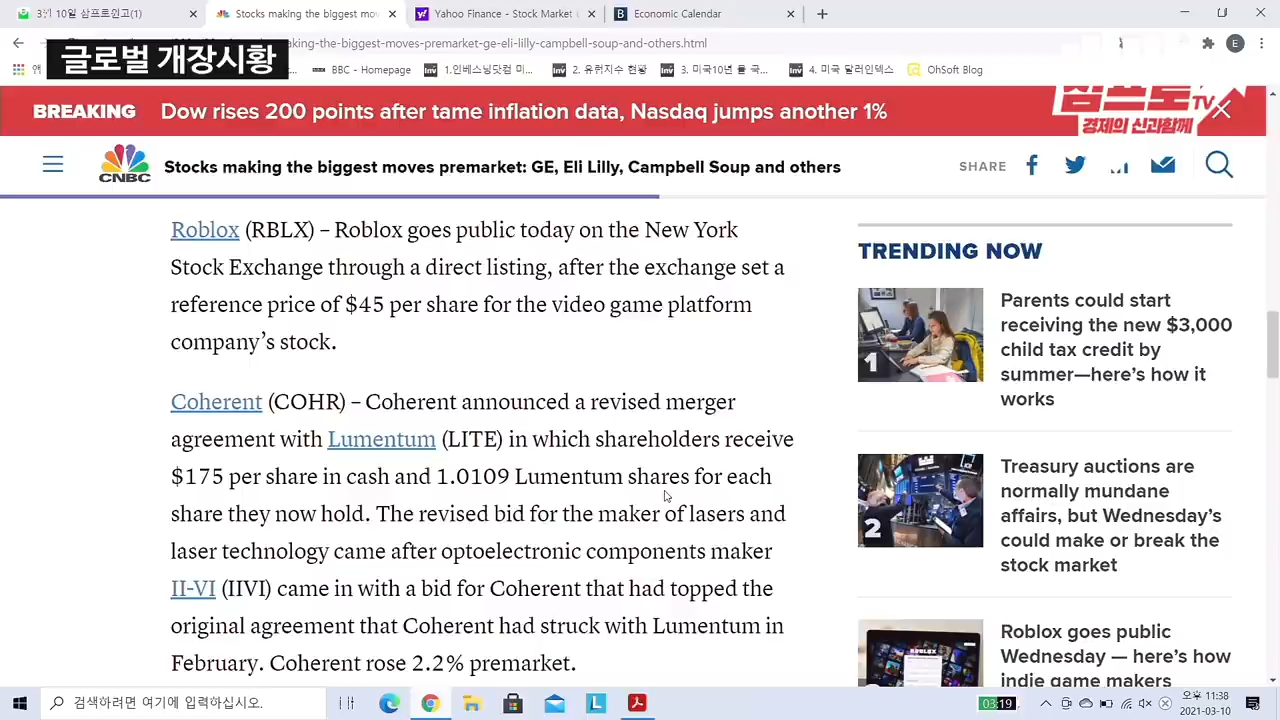 3월 10일 삼프로윈1(1)
Stocks making the biggest mov
Yahoo Finance - Stock Market
Economic Calendar
aking-the-biggest-moves-premarket-ge-eli-lilly-campbell-soup-and-others.html
글로벌 개장시황
BBC - Homepage
1.인베스닝닷컴 미...
2. 유럽지수 현황
3. 미국10년 률 국...
4. 미국 달러인덱스
OhSoft Blog
BREAKING
Dow rises 200 points after tame inflation data, Nasdaq jumps another 1%
삼프로TV
경제의 신과함께
CNBC
Stocks making the biggest moves premarket: GE, Eli Lilly, Campbell Soup and others
SHARE
Roblox (RBLX) – Roblox goes public today on the New York
Stock Exchange through a direct listing, after the exchange set a
reference price of $45 per share for the video game platform
company’s stock.
Coherent (COHR) – Coherent announced a revised merger
agreement with Lumentum (LITE) in which shareholders receive
$175 per share in cash and 1.0109 Lumentum shares for each
share they now hold. The revised bid for the maker of lasers and
laser technology came after optoelectronic components maker
II-VI (IIVI) came in with a bid for Coherent that had topped the
original agreement that Coherent had struck with Lumentum in
February. Coherent rose 2.2% premarket.
TRENDING NOW
1
Parents could start
receiving the new $3,000
child tax credit by
summer—here’s how it
works
2
Treasury auctions are
normally mundane
affairs, but Wednesday’s
could make or break the
stock market
Roblox goes public
Wednesday — here’s how
indie game makers
검색하려면 여기에 입력하십시오.
03:19
오후 11:38
2021-03-10